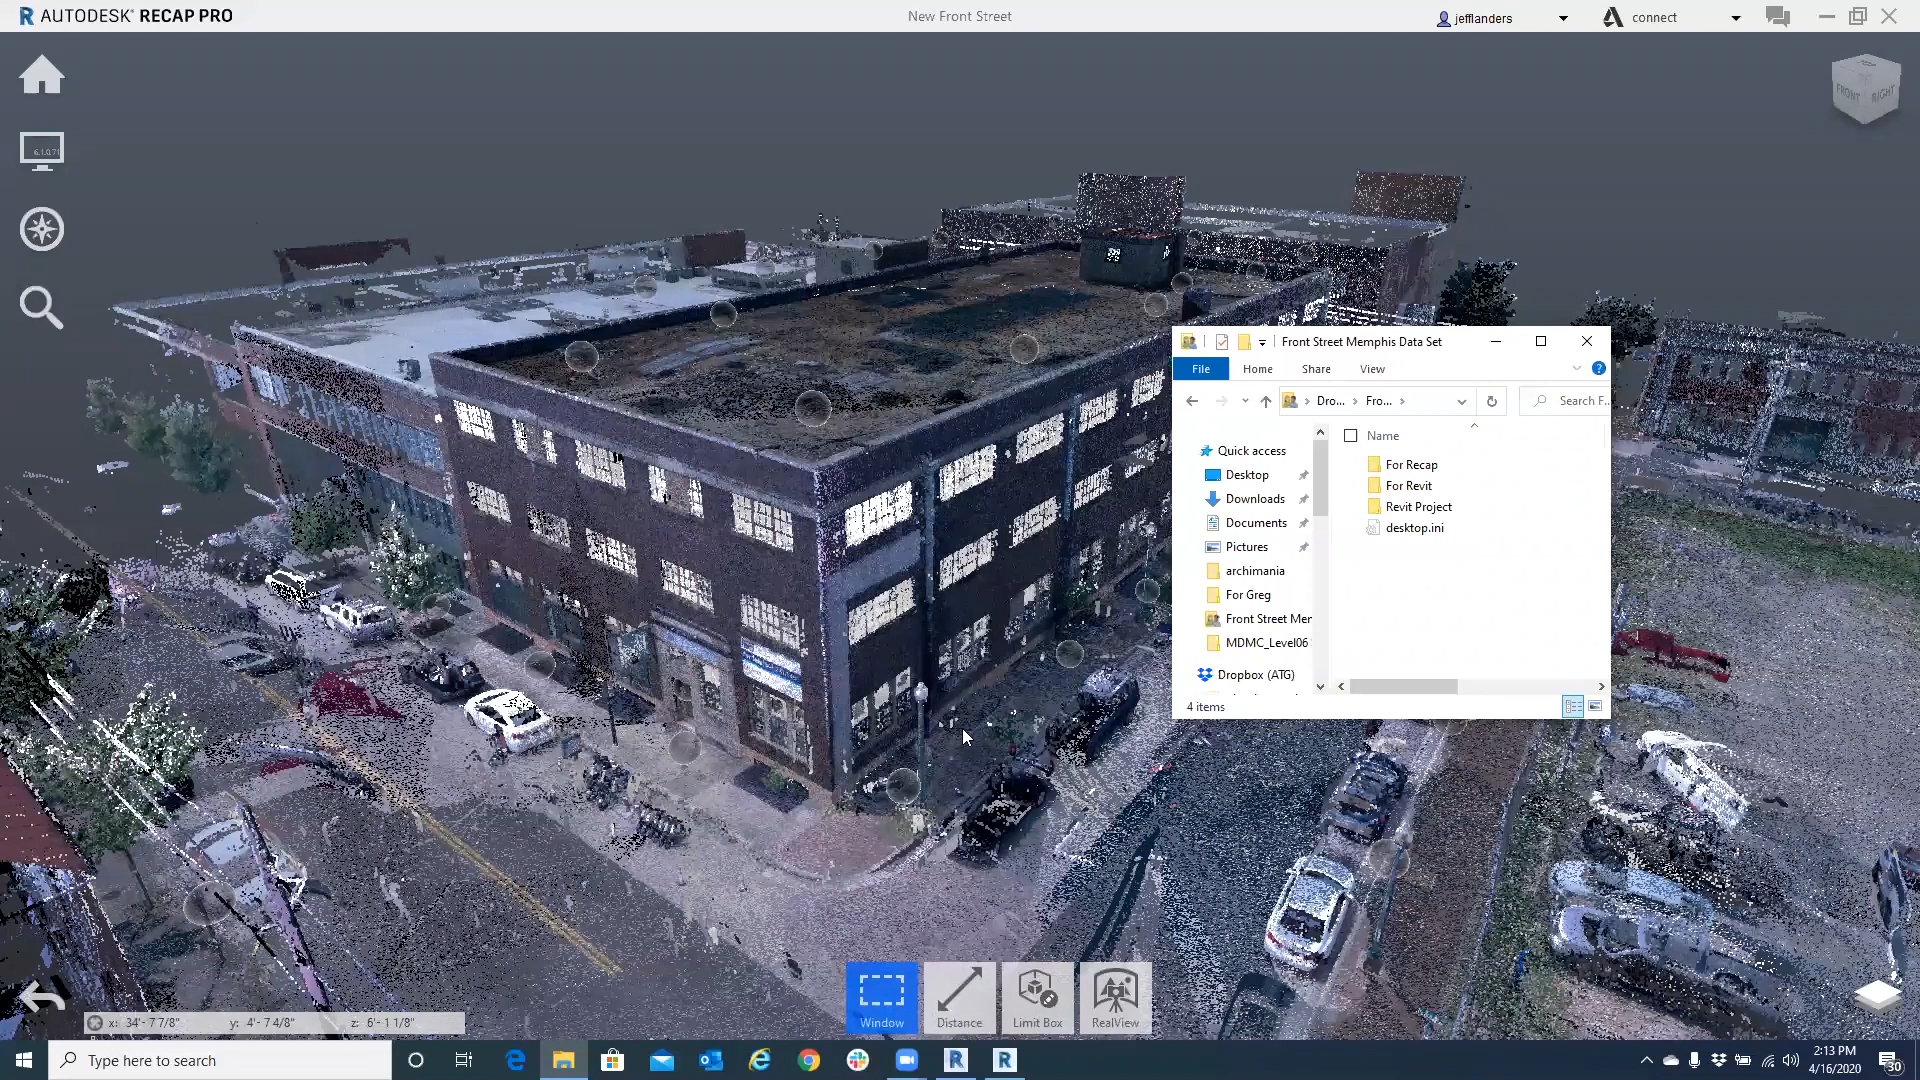 AUTODESK® RECAP PRO
New Front Street
jefflanders
connect
FRONT
RIGHT
Front Street Memphis Data Set
File
Home
Share
View
Dro...
Fro...
Search F...
Name
Quick access
Desktop
Downloads
Documents
Pictures
archimania
For Greg
Front Street Mer
MDMC_Level06
Dropbox (ATG)
For Recap
For Revit
Revit Project
desktop.ini
4 items
Window
Distance
Limit Box
RealView
x: 34'- 7 7/8" y: 4'- 7 4/8" z: 6'- 1 1/8"
Type here to search
2:13 PM
4/16/2020
30